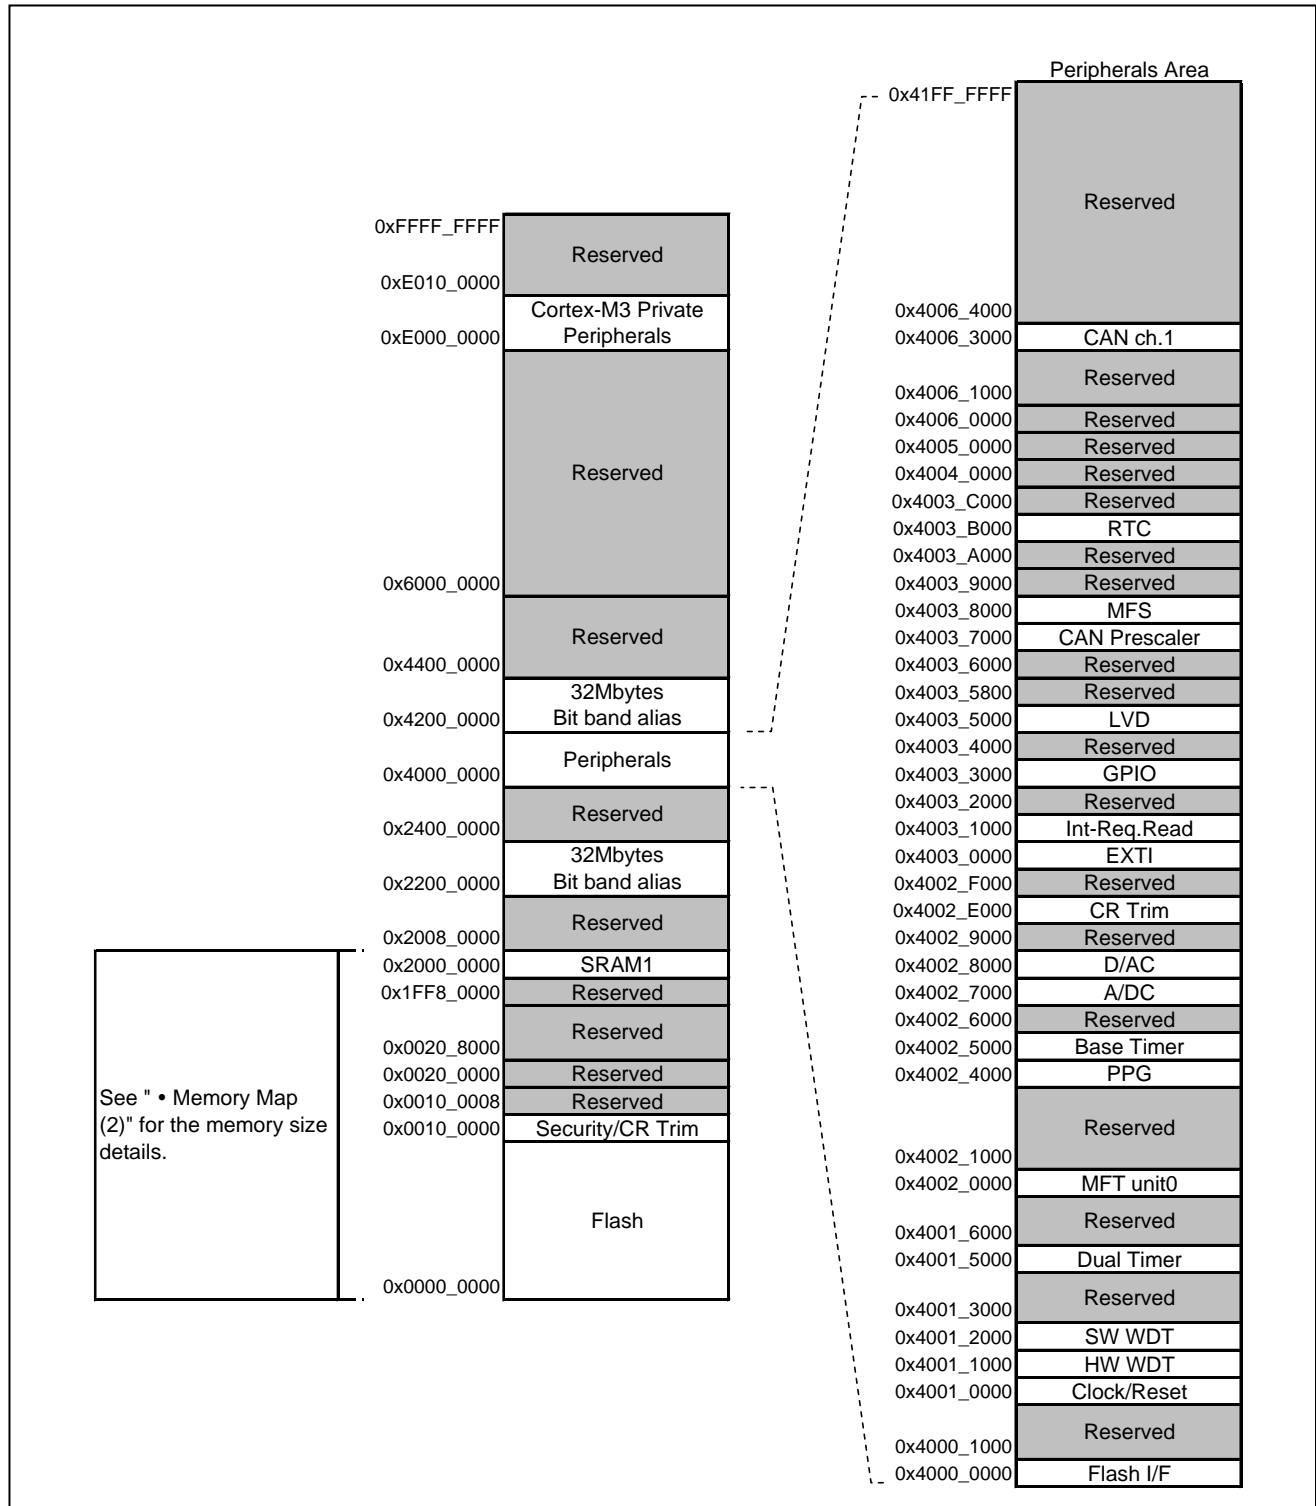 Peripherals Area
0x41FF_FFFF
Reserved
0x4006_4000
0x4006_3000 CAN ch.1
Reserved
0x4006_1000
0x4006_0000 Reserved
0x4005_0000 Reserved
0x4004_0000 Reserved
0x4003_C000 Reserved
0x4003_B000 RTC
0x4003_A000 Reserved
0x4003_9000 Reserved
0x4003_8000 MFS
0x4003_7000 CAN Prescaler
0x4003_6000 Reserved
0x4003_5800 Reserved
0x4003_5000 LVD
0x4003_4000 Reserved
0x4003_3000 GPIO
0x4003_2000 Reserved
0x4003_1000 Int-Req.Read
0x4003_0000 EXTI
0x4002_F000 Reserved
0x4002_E000 CR Trim
0x4002_9000 Reserved
0x4002_8000 D/AC
0x4002_7000 A/DC
0x4002_6000 Reserved
0x4002_5000 Base Timer
0x4002_4000 PPG
Reserved
0x4002_1000
0x4002_0000 MFT unit0
Reserved
0x4001_6000
0x4001_5000 Dual Timer
Reserved
0x4001_3000
0x4001_2000 SW WDT
0x4001_1000 HW WDT
0x4001_0000 Clock/Reset
Reserved
0x4000_1000
0x4000_0000 Flash I/F
0xFFFF_FFFF
Reserved
0xE010_0000
Cortex-M3 Private
0xE000_0000 Peripherals
Reserved
0x6000_0000
Reserved
0x4400_0000
32Mbytes
0x4200_0000 Bit band alias
Peripherals
0x4000_0000
Reserved
0x2400_0000
32Mbytes
0x2200_0000 Bit band alias
Reserved
0x2008_0000
0x2000_0000 SRAM1
0x1FF8_0000 Reserved
Reserved
0x0020_8000
0x0020_0000 Reserved
0x0010_0008 Reserved
0x0010_0000 Security/CR Trim
Flash
0x0000_0000
See " • Memory Map
(2)" for the memory size
details.